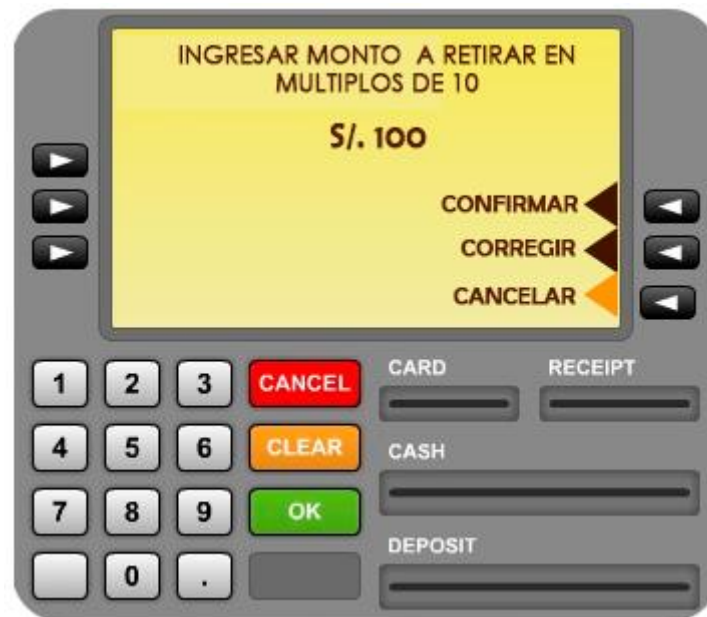 INGRESAR MONTO A RETIRAR EN
MULTIPLOS DE 10
S/. 100
CONFIRMAR
CORREGIR
CANCELAR
1 2 3 CANCEL
4 5 6 CLEAR
7 8 9 OK
0 .
CARD RECEIPT
CASH
DEPOSIT